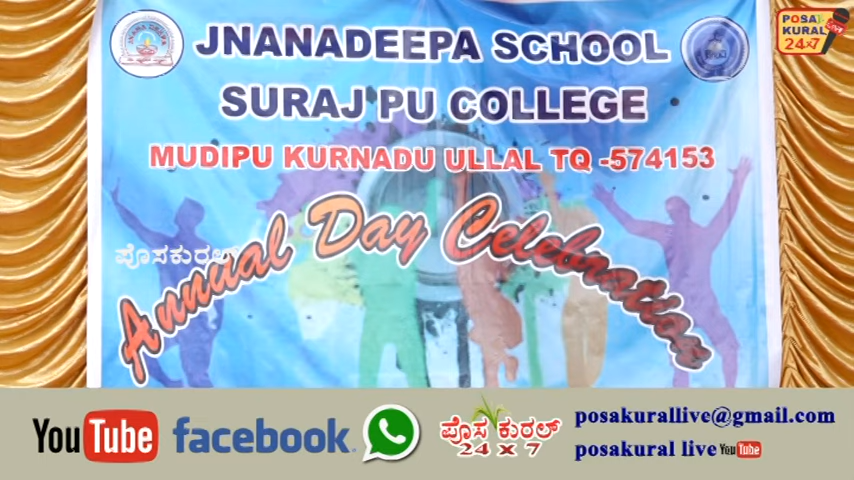 JNANADEEPA SCHOOL
SURAJ PU COLLEGE
MUDIPU KURNADU ULLAL TQ -574153
Annual Day Celebration
POSA
KURAL
24x7
LIVE
ಪೊಸಕುರಲ್
YouTube facebook
ಪೊಸ ಕುರಲ್
24 x 7
posakurallive@gmail.com
posakural live YouTube